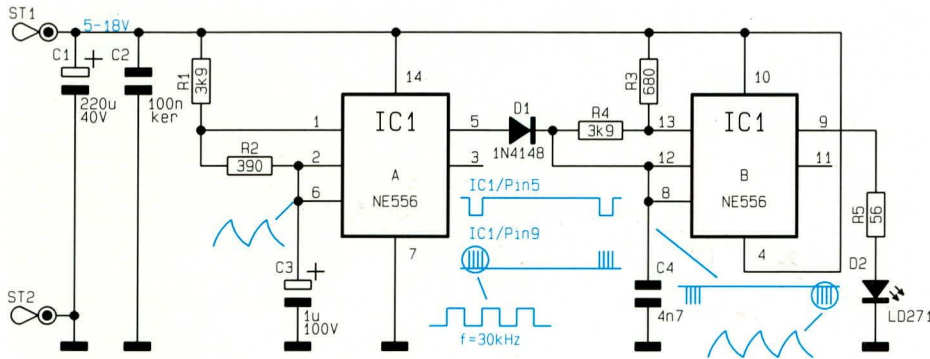 ST1
5-18V
C1
+
220u
40V
C2
100n
ker
R1
3k9
R2
390
C3
+
1u
100V
14
1
2
6
IC1
A
NE556
5
3
7
D1
1N4148
R4
3k9
R3
680
IC1/Pin5
IC1/Pin9
f=30kHz
C4
4n7
10
13
12
8
IC1
B
NE556
9
11
4
R5
56
D2
LD271
ST2